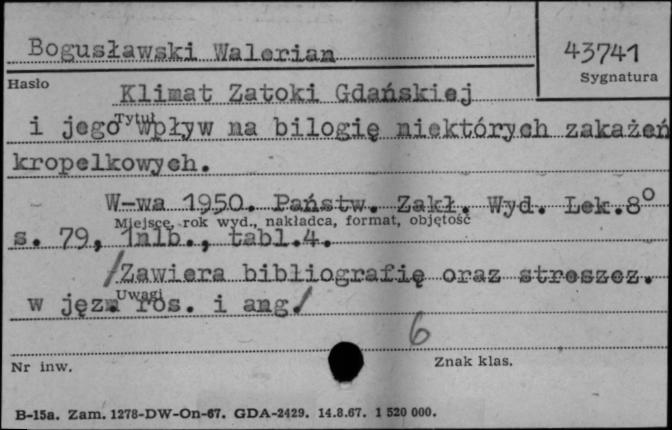 Bogusławski Walerian
43741
Sygnatura
Hasło
Klimat Zatoki Gdańskiej
Tytuł
i jego wpływ na bilogię niektórych zakażeń
kropelkowych.
W-wa 1950. Państw. Zakł. Wyd. Lek.8°
Miejsce, rok wyd., nakładca, format, objętość
s. 79, 1nlb., tabl.4.
/Zawiera bibliografię oraz streszcz.
Uwagi
w jęz. ros. i ang./
6
Nr inw.
Znak klas.
B-15a. Zam. 1278-DW-On-67. GDA-2429. 14.8.67. 1 520 000.